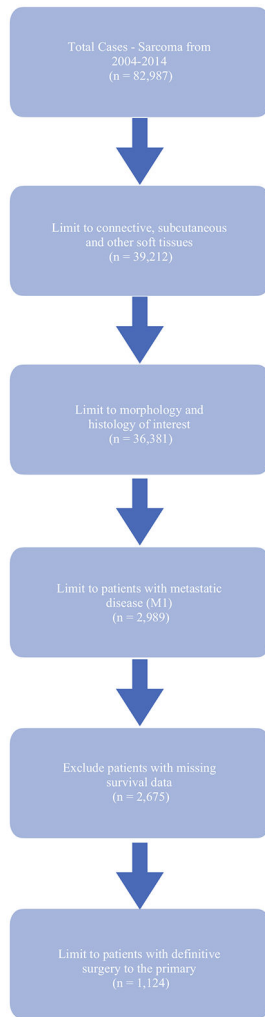 Total Cases - Sarcoma from
2004-2014
(n = 82,987)
Limit to connective, subcutaneous
and other soft tissues
(n = 39,212)
Limit to morphology and
histology of interest
(n = 36,381)
Limit to patients with metastatic
disease (M1)
(n = 2,989)
Exclude patients with missing
survival data
(n = 2,675)
Limit to patients with definitive
surgery to the primary
(n = 1,124)